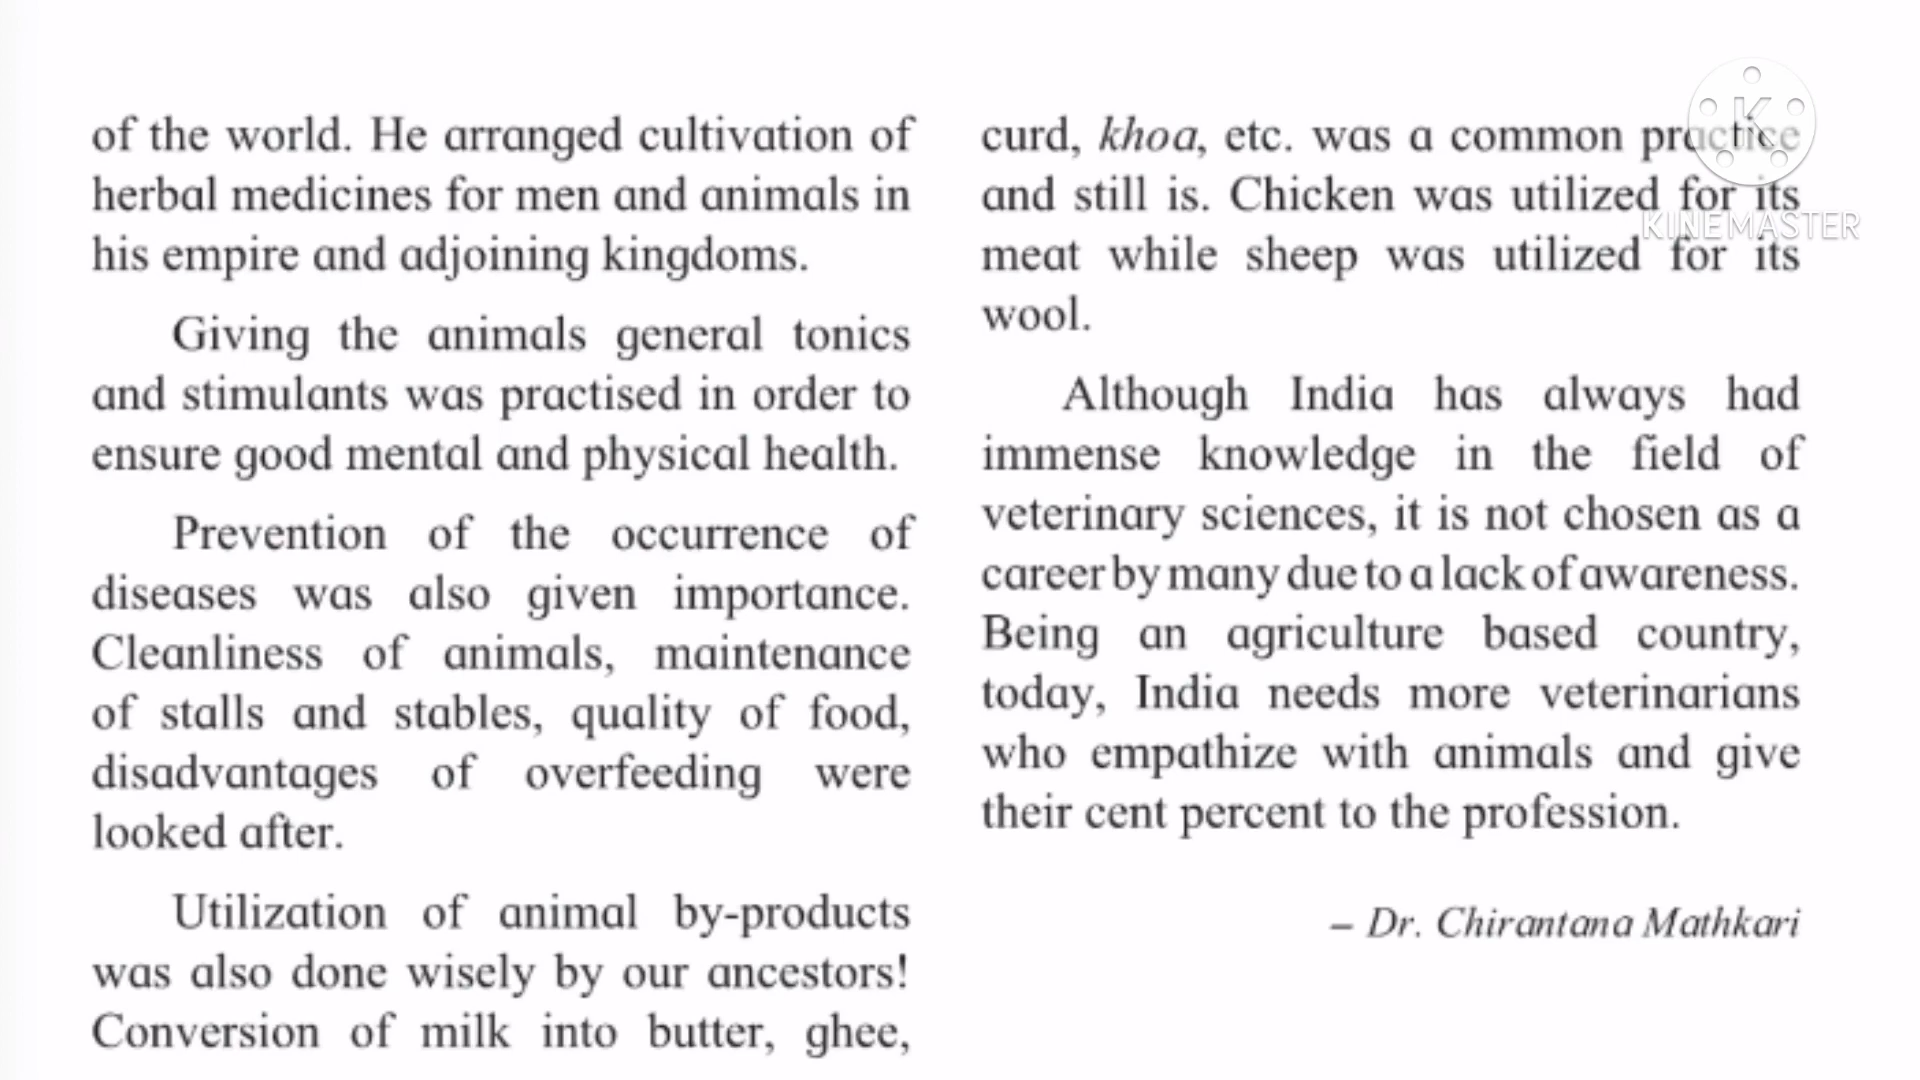 of the world. He arranged cultivation of
herbal medicines for men and animals in
his empire and adjoining kingdoms.
Giving the animals general tonics
and stimulants was practised in order to
ensure good mental and physical health.
Prevention of the occurrence of
diseases was also given importance.
Cleanliness of animals, maintenance
of stalls and stables, quality of food,
disadvantages of overfeeding were
looked after.
Utilization of animal by-products
was also done wisely by our ancestors!
Conversion of milk into butter, ghee,
curd, khoa, etc. was a common practice
and still is. Chicken was utilized for its
meat while sheep was utilized for its
wool.
Although India has always had
immense knowledge in the field of
veterinary sciences, it is not chosen as a
career by many due to a lack of awareness.
Being an agriculture based country,
today, India needs more veterinarians
who empathize with animals and give
their cent percent to the profession.
– Dr. Chirantana Mathkari
K
KINEMASTER